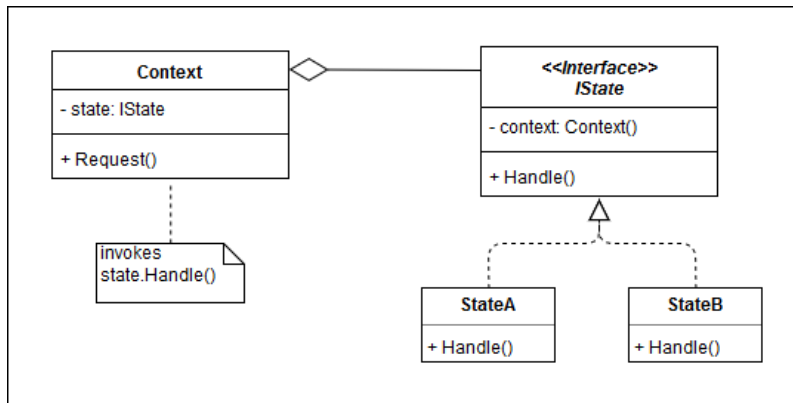 Context
- state: IState
+ Request()
invokes
state.Handle()
<<Interface>>
IState
- context: Context()
+ Handle()
StateA
+ Handle()
StateB
+ Handle()